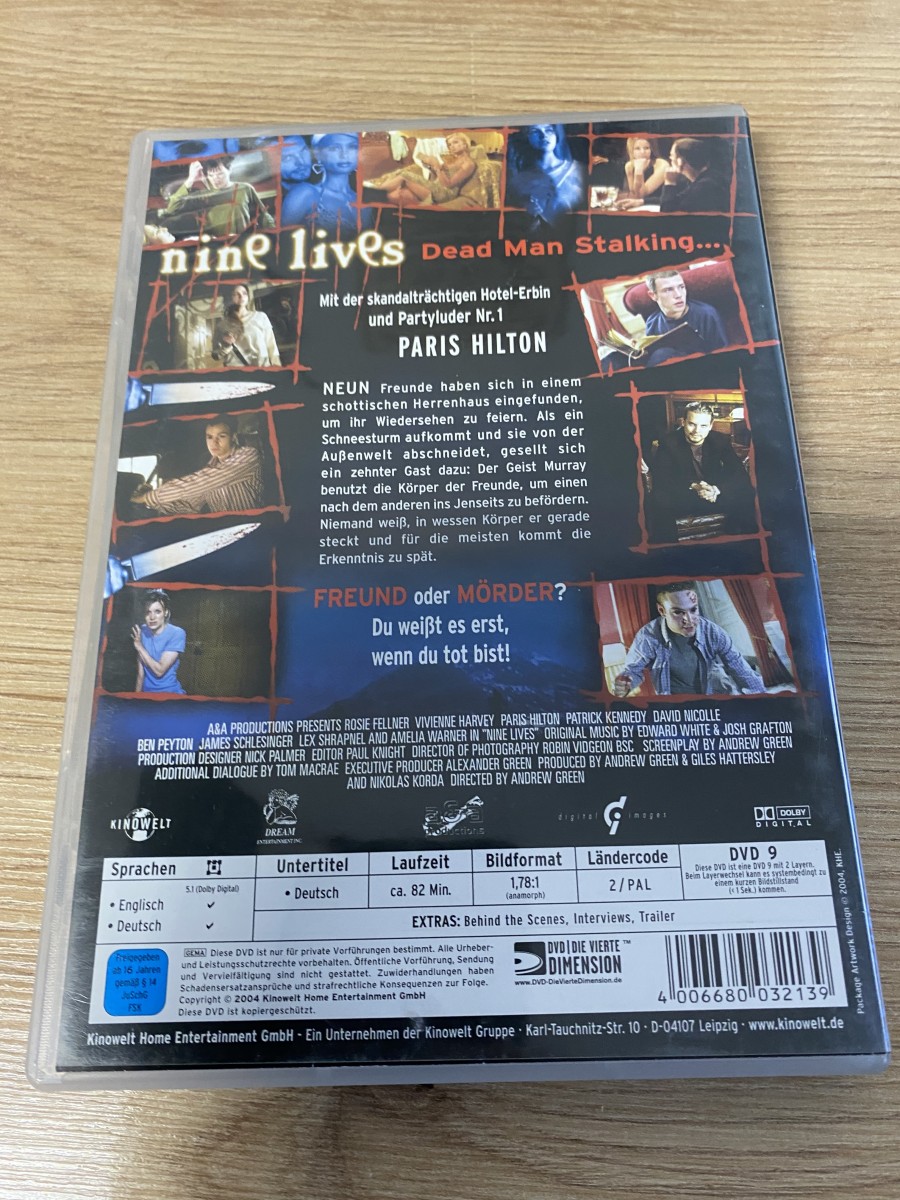 nine lives Dead Man Stalking...
Mit der skandalträchtigen Hotel-Erbin
und Partyluder Nr. 1
PARIS HILTON
NEUN Freunde haben sich in einem
schottischen Herrenhaus eingefunden,
um ihr Wiedersehen zu feiern. Als ein
Schneesturm aufkommt und sie von der
Außenwelt abschneidet, gesellt sich
ein zehnter Gast dazu: Der Geist Murray
benutzt die Körper der Freunde, um einen
nach dem anderen ins Jenseits zu befördern.
Niemand weiß, in wessen Körper er gerade
steckt und für die meisten kommt die
Erkenntnis zu spät.
FREUND oder MÖRDER?
Du weißt es erst,
wenn du tot bist!
A&A PRODUCTIONS PRESENTS ROSIE FELLNER VIVIENNE HARVEY PARIS HILTON PATRICK KENNEDY DAVID NICOLLE
BEN PEYTON JAMES SCHLESINGER LEX SHRAPNEL AND AMELIA WARNER IN "NINE LIVES" ORIGINAL MUSIC BY EDWARD WHITE & JOSH GRAFTON
PRODUCTION DESIGNER NICK PALMER EDITOR PAUL KNIGHT DIRECTOR OF PHOTOGRAPHY ROBIN VIDGEON BSC SCREENPLAY BY ANDREW GREEN
ADDITIONAL DIALOGUE BY TOM MACRAE EXECUTIVE PRODUCER ALEXANDER GREEN PRODUCED BY ANDREW GREEN & GILES HATTERSLEY
AND NIKOLAS KORDA DIRECTED BY ANDREW GREEN
KINOWELT
DREAM
ENTERTAINMENT INC.
a&a
productions
digital images
DOLBY
DIGITAL
Sprachen
5.1 (Dolby Digital)
• Englisch
• Deutsch
Untertitel
• Deutsch
Laufzeit
ca. 82 Min.
Bildformat
1,78:1
(anamorph)
Ländercode
2/PAL
DVD 9
Diese DVD ist eine DVD 9 mit 2 Layern.
Beim Layerwechsel kann es systembedingt zu
einem kurzen Bildstillstand
(<1 Sek.) kommen.
EXTRAS: Behind the Scenes, Interviews, Trailer
Freigegeben
ab 16 Jahren
gemäß § 14
JuSchG
FSK
GEMA Diese DVD ist nur für private Vorführungen bestimmt. Alle Urheber-
und Leistungsschutzrechte vorbehalten. Öffentliche Vorführung, Sendung
und Vervielfältigung sind nicht gestattet. Zuwiderhandlungen haben
Schadensersatzansprüche und strafrechtliche Konsequenzen zur Folge.
Copyright © 2004 Kinowelt Home Entertainment GmbH
Diese DVD ist kopiergeschützt.
DVD|DIE VIERTE
DIMENSION™
www.DVD-DieVierteDimension.de
4 006680 032139
Package Artwork Design © 2004, KHE.
Kinowelt Home Entertainment GmbH - Ein Unternehmen der Kinowelt Gruppe · Karl-Tauchnitz-Str. 10 · D-04107 Leipzig · www.kinowelt.de